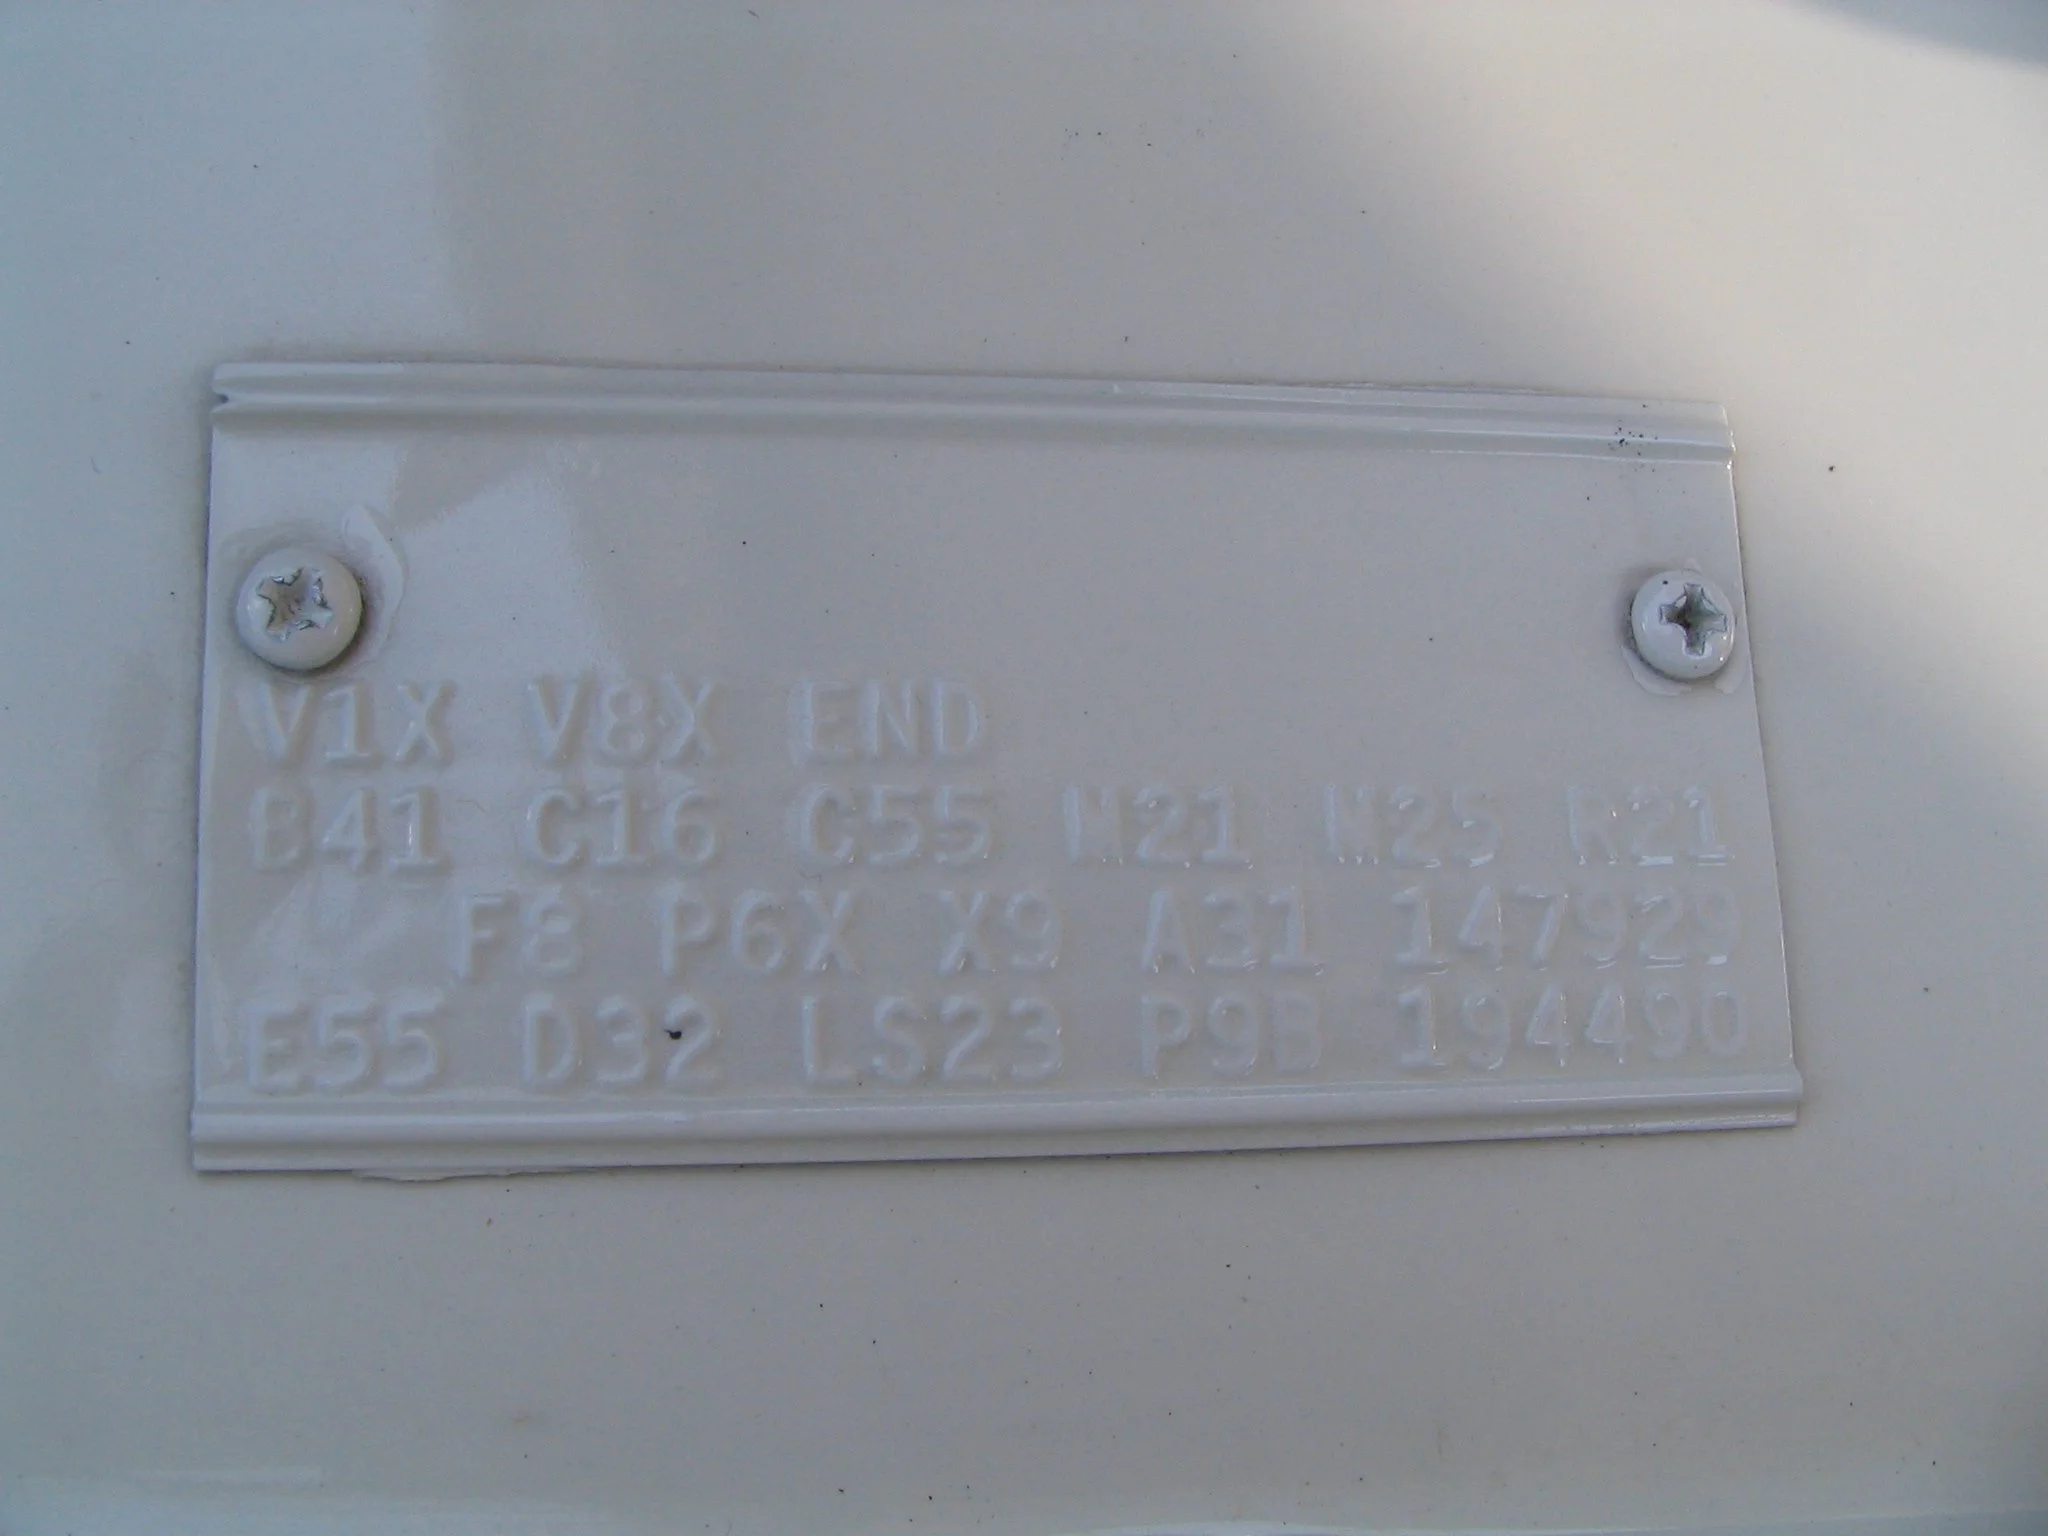 V1X V8X END
B41 C16 C55 M21 M25 R21
F8 P6X X9 A31 147929
E55 D32 LS23 P9B 194490